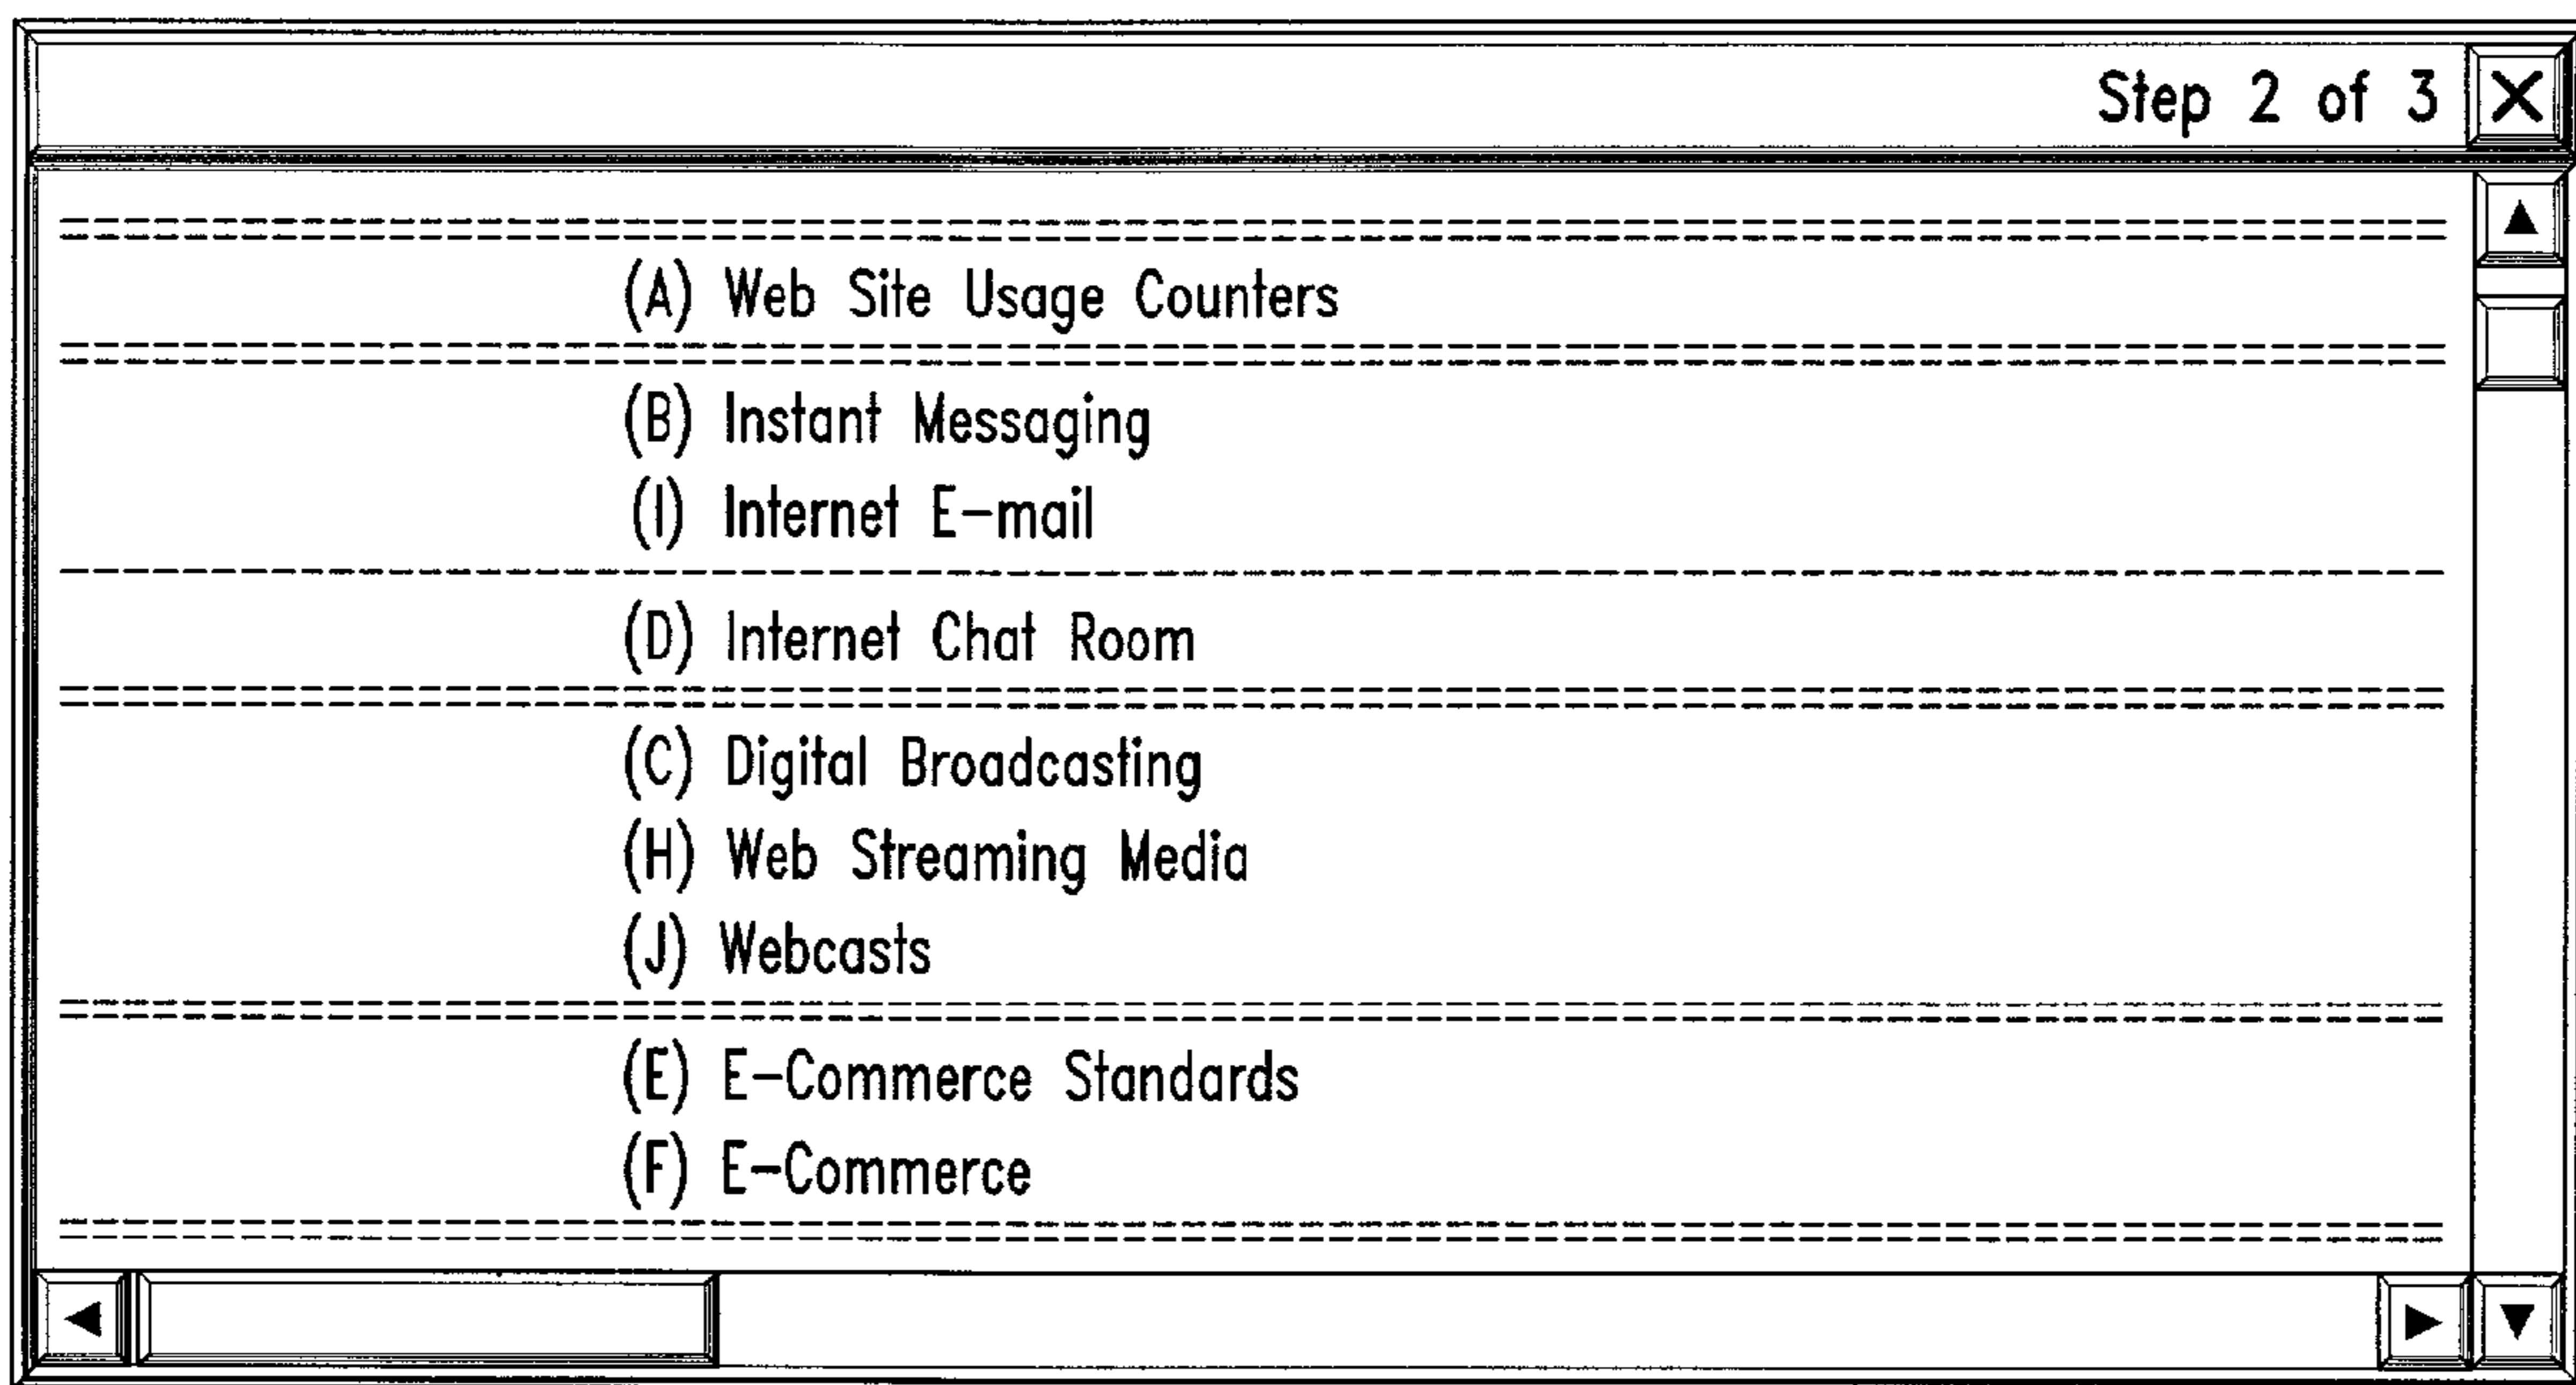 Step 2 of 3
(A) Web Site Usage Counters
(B) Instant Messaging
(I) Internet E-mail
(D) Internet Chat Room
(C) Digital Broadcasting
(H) Web Streaming Media
(J) Webcasts
(E) E-Commerce Standards
(F) E-Commerce